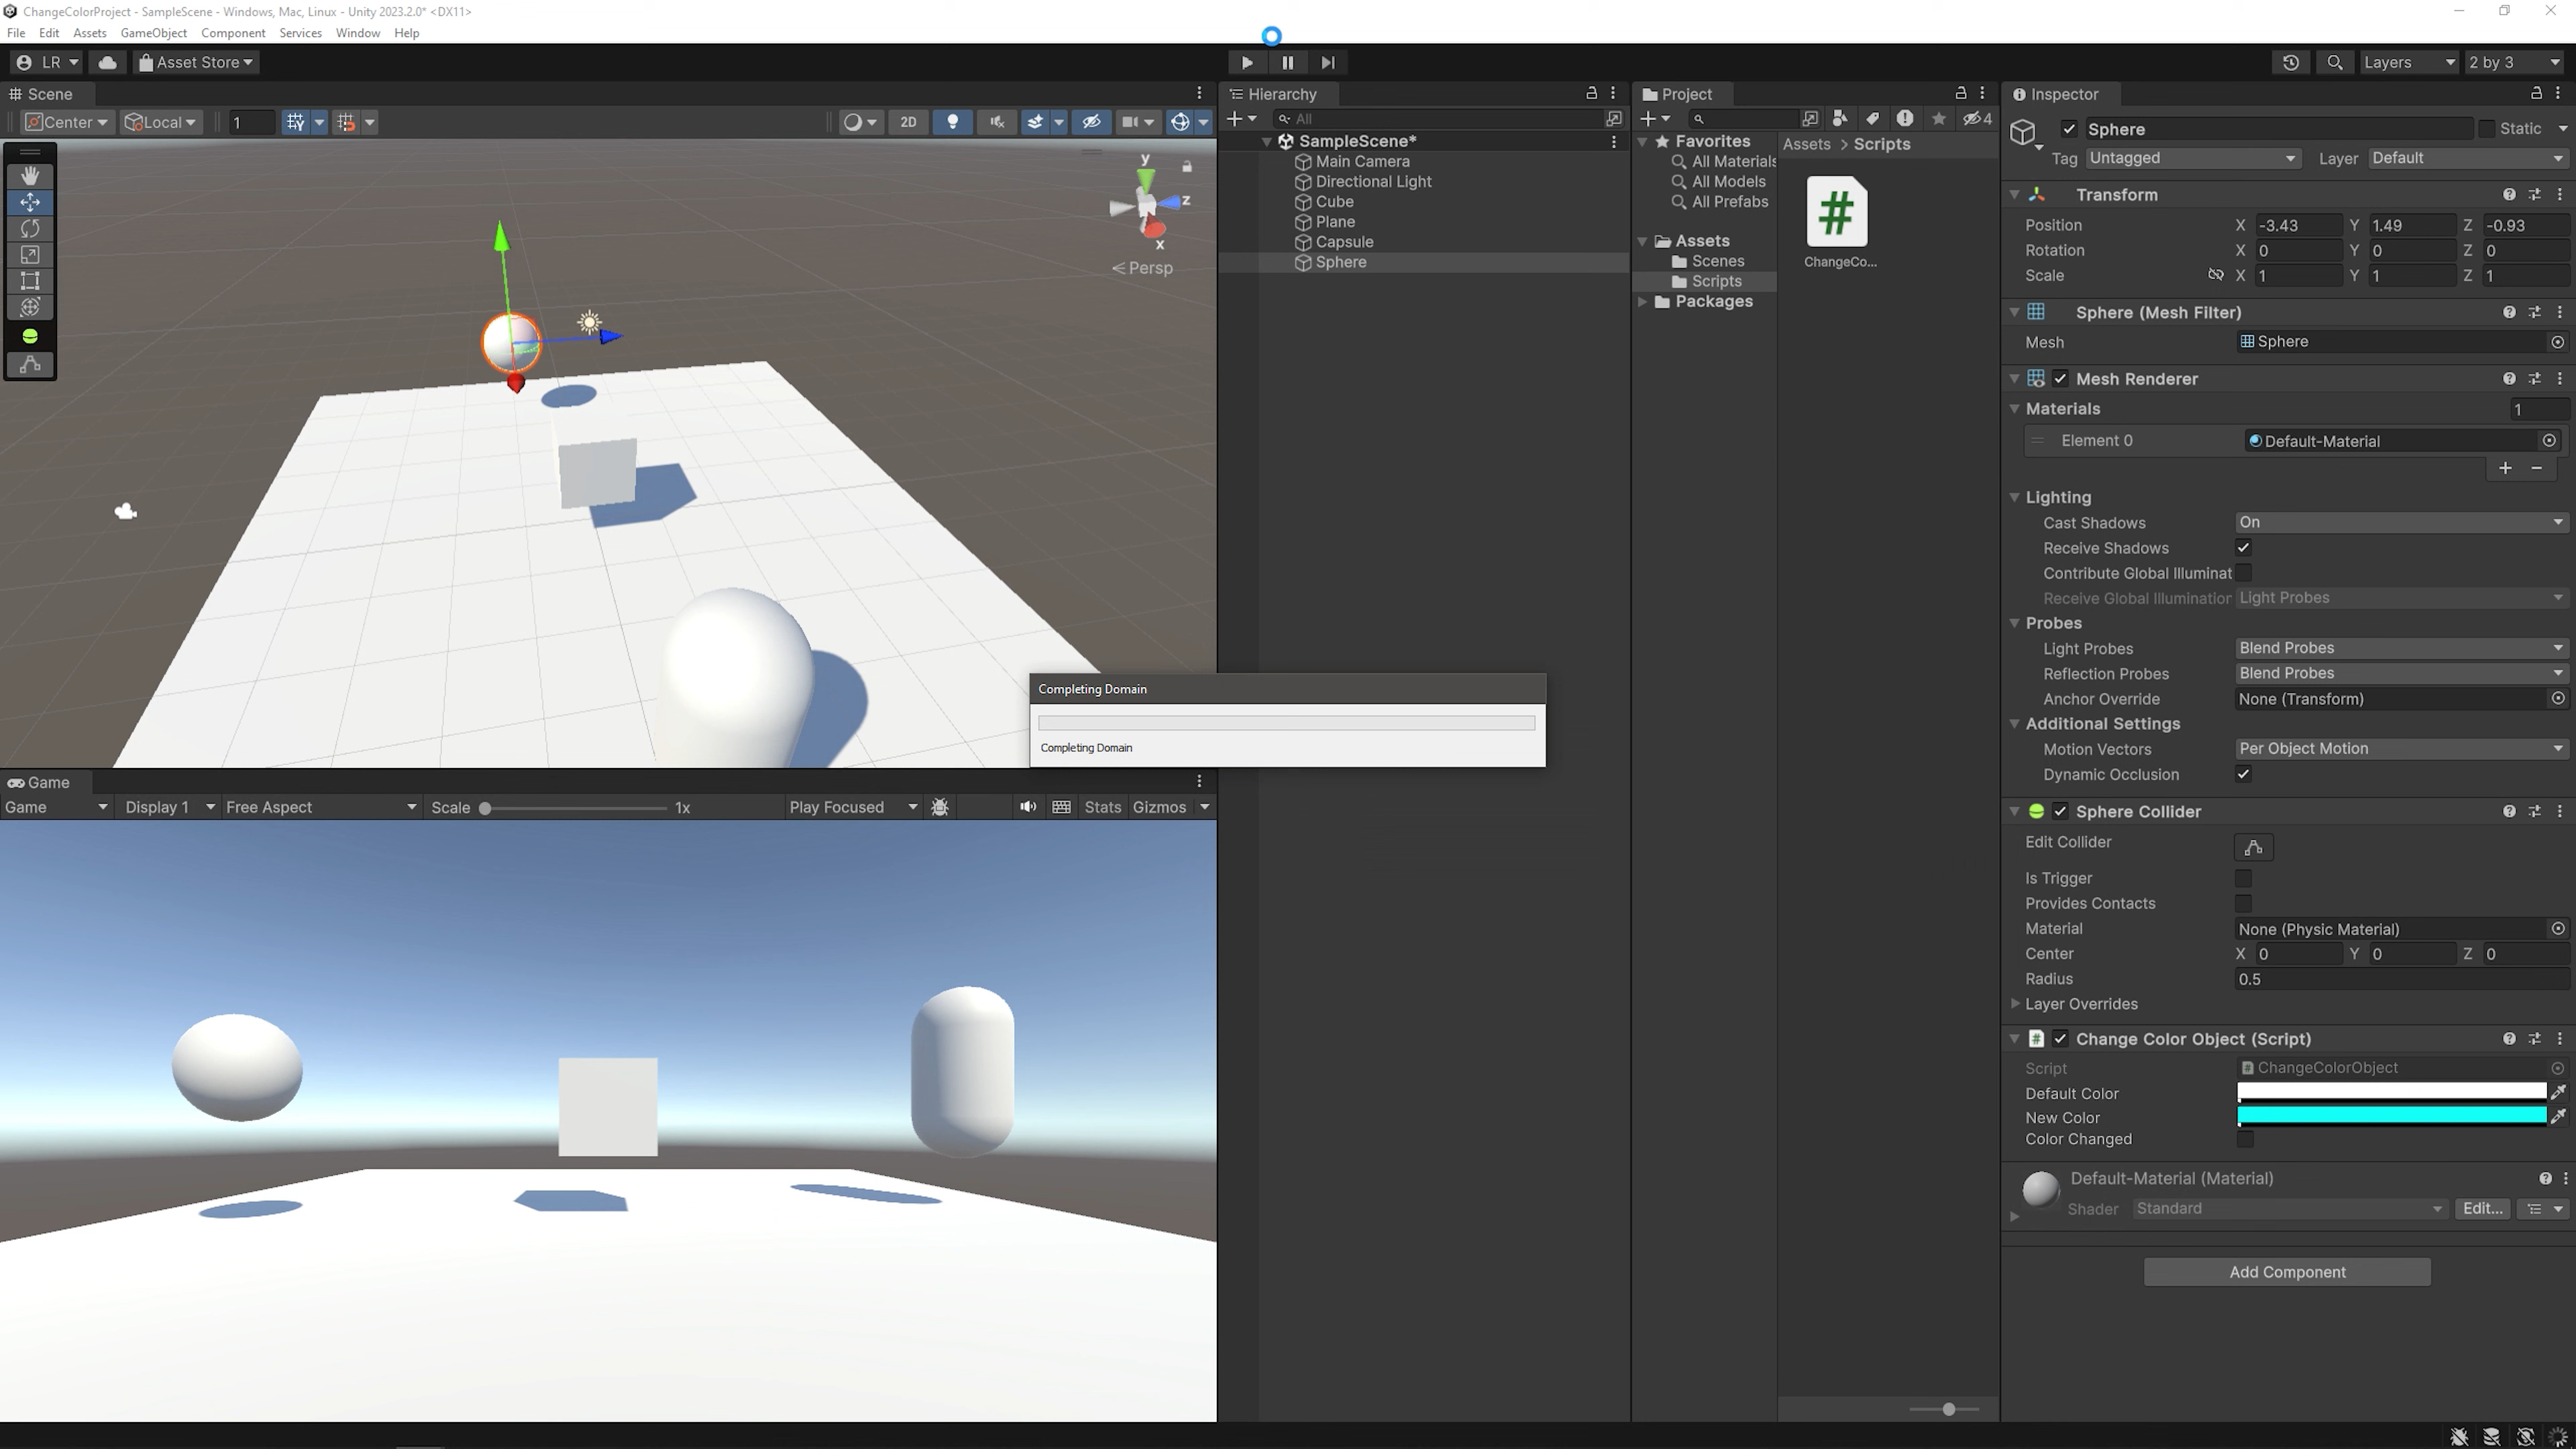 ChangeColorProject - SampleScene - Windows, Mac, Linux - Unity 2023.2.0* <DX11>
File Edit Assets GameObject Component Services Window Help
LR Asset Store Layers 2 by 3
Scene
Center Local 1 2D
y
z
x
Persp
Hierarchy
All
SampleScene*
Main Camera
Directional Light
Cube
Plane
Capsule
Sphere
Project
4
Favorites
All Materials
All Models
All Prefabs
Assets
Scenes
Scripts
Packages
Assets > Scripts
#
ChangeCo...
Completing Domain
Completing Domain
Game
Game Display 1 Free Aspect Scale 1x Play Focused Stats Gizmos
Inspector
Sphere Static
Tag Untagged Layer Default
Transform
Position X -3.43 Y 1.49 Z -0.93
Rotation X 0 Y 0 Z 0
Scale X 1 Y 1 Z 1
Sphere (Mesh Filter)
Mesh Sphere
Mesh Renderer
Materials 1
Element 0 Default-Material
+ -
Lighting
Cast Shadows On
Receive Shadows
Contribute Global Illuminat
Receive Global Illumination Light Probes
Probes
Light Probes Blend Probes
Reflection Probes Blend Probes
Anchor Override None (Transform)
Additional Settings
Motion Vectors Per Object Motion
Dynamic Occlusion
Sphere Collider
Edit Collider
Is Trigger
Provides Contacts
Material None (Physic Material)
Center X 0 Y 0 Z 0
Radius 0.5
Layer Overrides
# Change Color Object (Script)
Script ChangeColorObject
Default Color
New Color
Color Changed
Default-Material (Material)
Shader Standard Edit...
Add Component